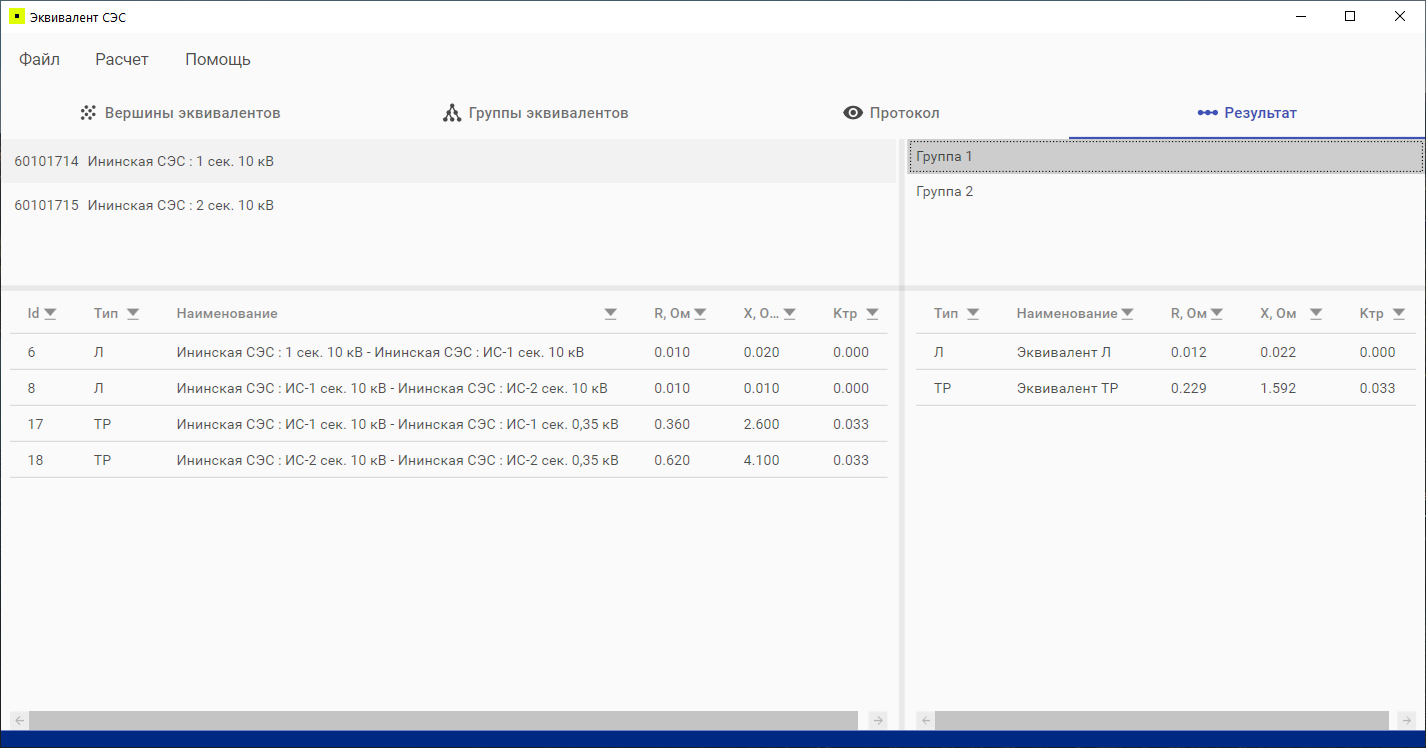 Эквивалент СЭС
Файл Расчет Помощь
Вершины эквивалентов Группы эквивалентов Протокол Результат
60101714 Ининская СЭС : 1 сек. 10 кВ
60101715 Ининская СЭС : 2 сек. 10 кВ
Группа 1
Группа 2
Id Тип Наименование R, Ом X, О... Kтр
6 Л Ининская СЭС : 1 сек. 10 кВ - Ининская СЭС : ИС-1 сек. 10 кВ 0.010 0.020 0.000
8 Л Ининская СЭС : ИС-1 сек. 10 кВ - Ининская СЭС : ИС-2 сек. 10 кВ 0.010 0.010 0.000
17 ТР Ининская СЭС : ИС-1 сек. 10 кВ - Ининская СЭС : ИС-1 сек. 0,35 кВ 0.360 2.600 0.033
18 ТР Ининская СЭС : ИС-2 сек. 10 кВ - Ининская СЭС : ИС-2 сек. 0,35 кВ 0.620 4.100 0.033
Тип Наименование R, Ом X, Ом Kтр
Л Эквивалент Л 0.012 0.022 0.000
ТР Эквивалент ТР 0.229 1.592 0.033